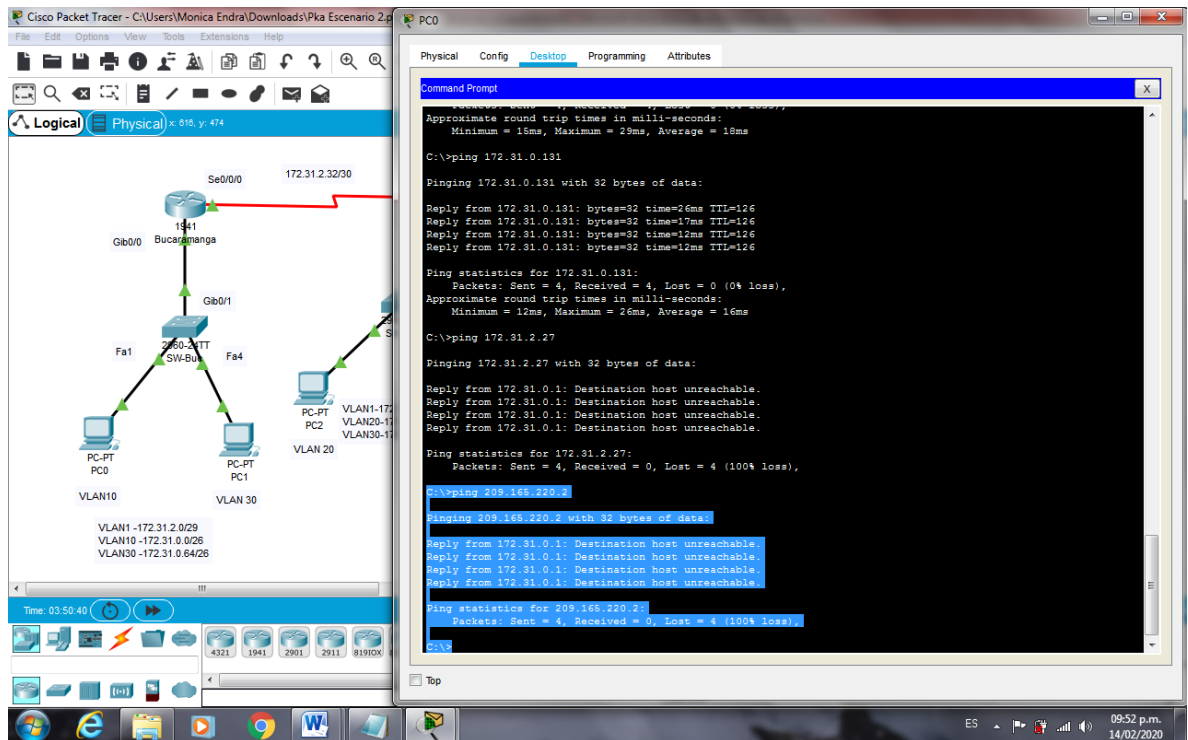 Cisco Packet Tracer - C:\Users\Monica Endra\Downloads\Pka Escenario 2.p
File Edit Options View Tools Extensions Help
Logical Physical x: 616, y: 474
Se0/0/0
172.31.2.32/30
1941
Bucaramanga
Gib0/0
Gib0/1
2960-24TT
SW-Buc
Fa1
Fa4
PC-PT
PC0
VLAN10
PC-PT
PC1
VLAN 30
PC-PT
PC2
VLAN 20
VLAN1-172
VLAN20-17
VLAN30-17
VLAN1 -172.31.2.0/29
VLAN10 -172.31.0.0/26
VLAN30 -172.31.0.64/26
Time: 03:50:40
4321 1941 2901 2911 819IOX
PC0
Physical Config Desktop Programming Attributes
Command Prompt
X
Packets: Sent = 4, Received = 4, Lost = 0 (0% loss),
Approximate round trip times in milli-seconds:
Minimum = 15ms, Maximum = 29ms, Average = 18ms
C:\>ping 172.31.0.131
Pinging 172.31.0.131 with 32 bytes of data:
Reply from 172.31.0.131: bytes=32 time=26ms TTL=126
Reply from 172.31.0.131: bytes=32 time=17ms TTL=126
Reply from 172.31.0.131: bytes=32 time=12ms TTL=126
Reply from 172.31.0.131: bytes=32 time=12ms TTL=126
Ping statistics for 172.31.0.131:
Packets: Sent = 4, Received = 4, Lost = 0 (0% loss),
Approximate round trip times in milli-seconds:
Minimum = 12ms, Maximum = 26ms, Average = 16ms
C:\>ping 172.31.2.27
Pinging 172.31.2.27 with 32 bytes of data:
Reply from 172.31.0.1: Destination host unreachable.
Reply from 172.31.0.1: Destination host unreachable.
Reply from 172.31.0.1: Destination host unreachable.
Reply from 172.31.0.1: Destination host unreachable.
Ping statistics for 172.31.2.27:
Packets: Sent = 4, Received = 0, Lost = 4 (100% loss),
C:\>ping 209.165.220.2
Pinging 209.165.220.2 with 32 bytes of data:
Reply from 172.31.0.1: Destination host unreachable.
Reply from 172.31.0.1: Destination host unreachable.
Reply from 172.31.0.1: Destination host unreachable.
Reply from 172.31.0.1: Destination host unreachable.
Ping statistics for 209.165.220.2:
Packets: Sent = 4, Received = 0, Lost = 4 (100% loss),
C:\>
Top
ES
09:52 p.m.
14/02/2020